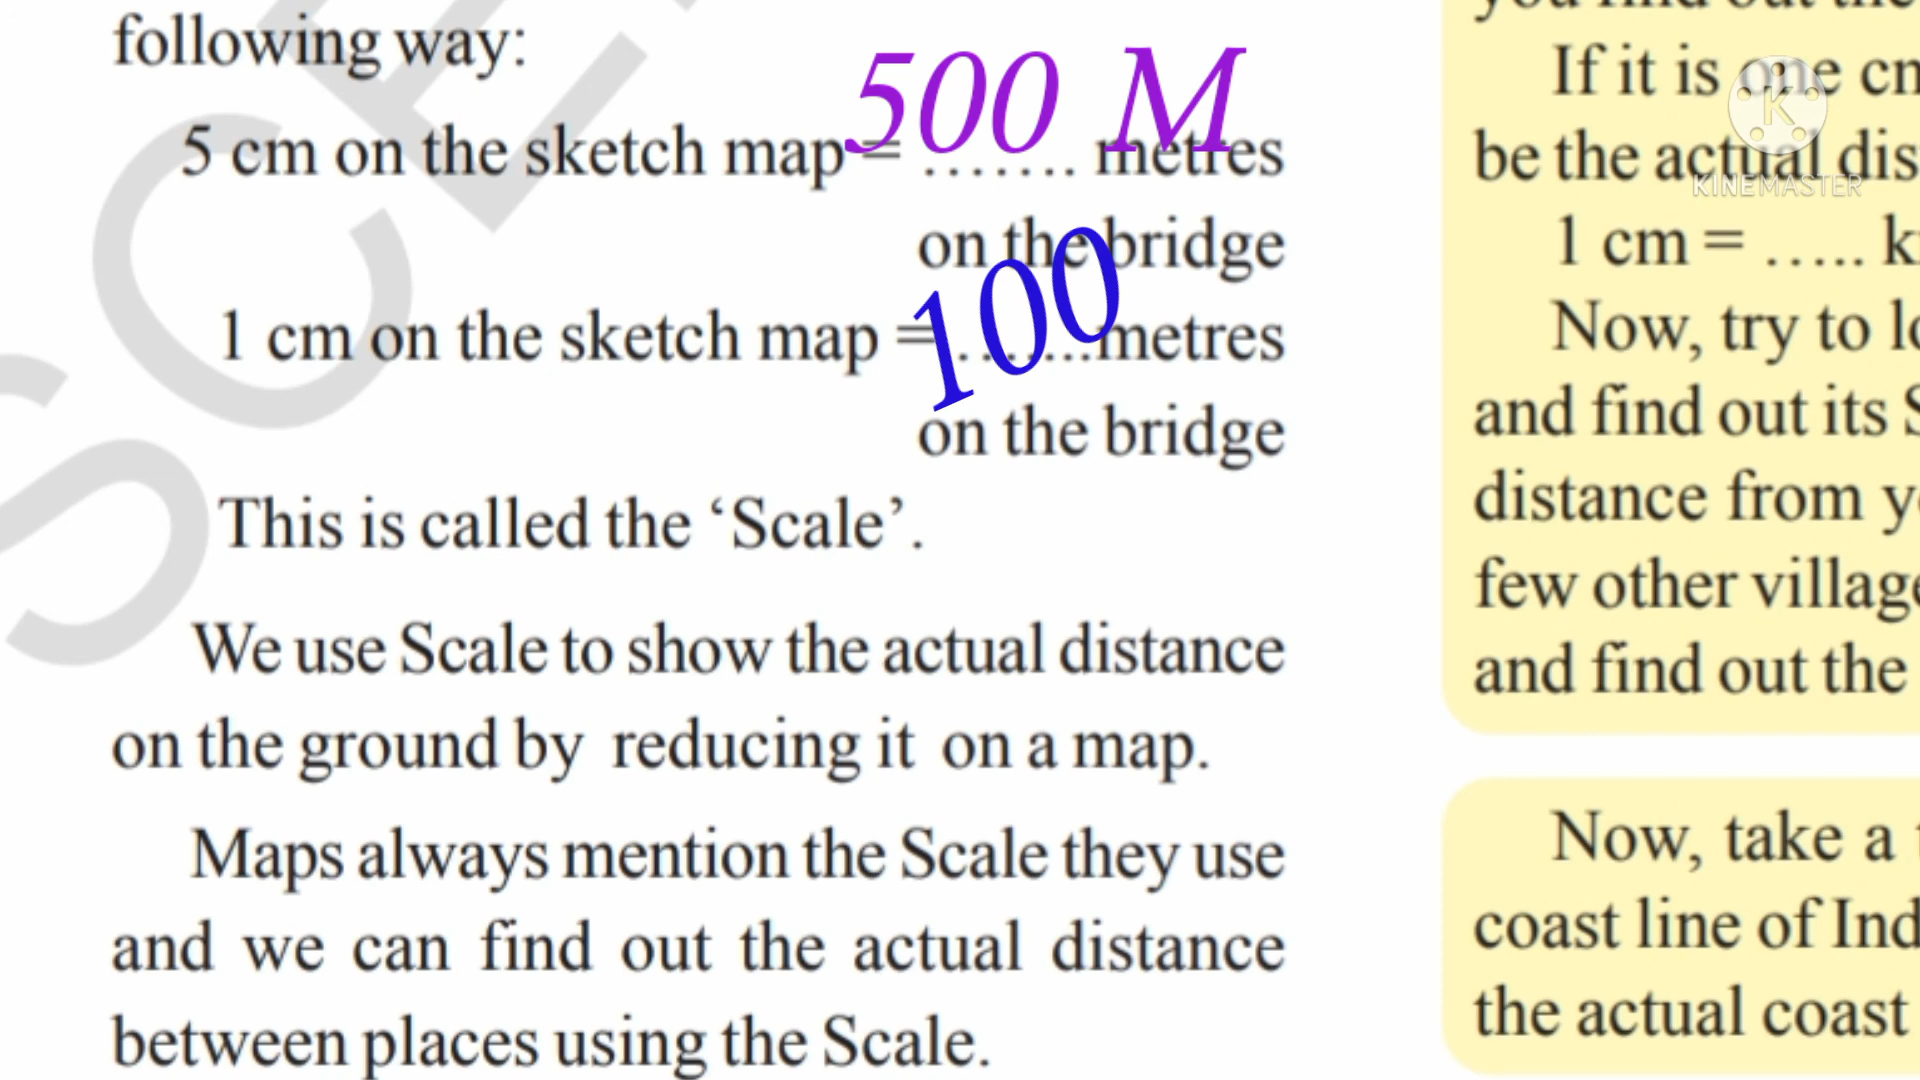 following way:
500 M
5 cm on the sketch map = ....... metres
on the bridge
100
1 cm on the sketch map = ........metres
on the bridge
This is called the ‘Scale’.
We use Scale to show the actual distance
on the ground by reducing it on a map.
Maps always mention the Scale they use
and we can find out the actual distance
between places using the Scale.
If it is one cm
be the actual dis
1 cm = ..... k
Now, try to lo
and find out its S
distance from y
few other village
and find out the
Now, take a
coast line of Ind
the actual coast
KINEMASTER
SCE